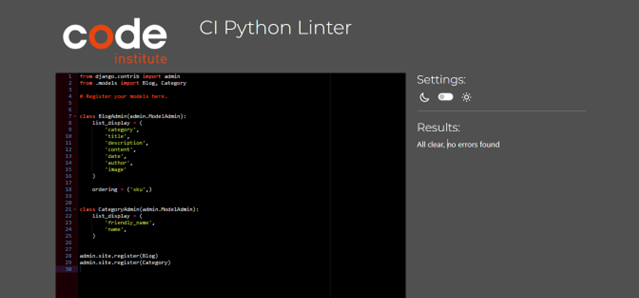 code
institute
CI Python Linter
1 from django.contrib import admin
2 from .models import Blog, Category
3
4 # Register your models here.
5
6
7 class BlogAdmin(admin.ModelAdmin):
8 list_display = (
9 'category',
10 'title',
11 'description',
12 'content',
13 'date',
14 'author',
15 'image'
16 )
17
18 ordering = ('sku',)
19
20
21 class CategoryAdmin(admin.ModelAdmin):
22 list_display = (
23 'friendly_name',
24 'name',
25 )
26
27
28 admin.site.register(Blog)
29 admin.site.register(Category)
30
Settings:
Results:
All clear, no errors found